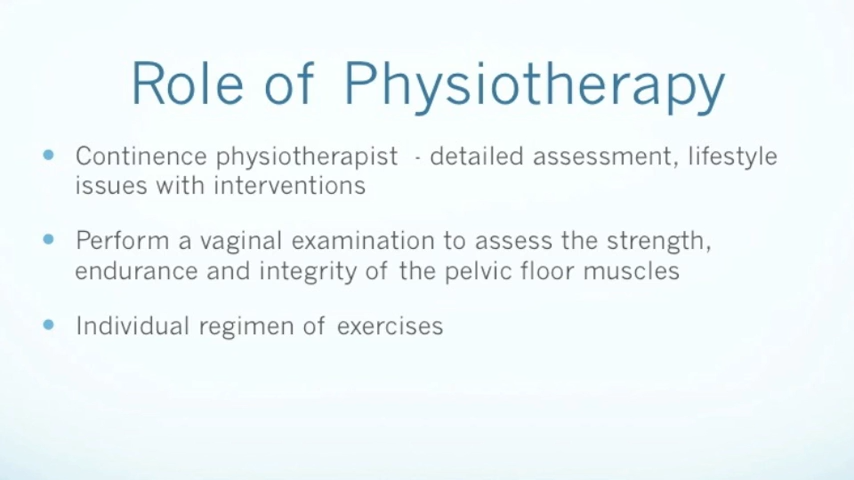 Role of Physiotherapy
• Continence physiotherapist - detailed assessment, lifestyle
issues with interventions
• Perform a vaginal examination to assess the strength,
endurance and integrity of the pelvic floor muscles
• Individual regimen of exercises